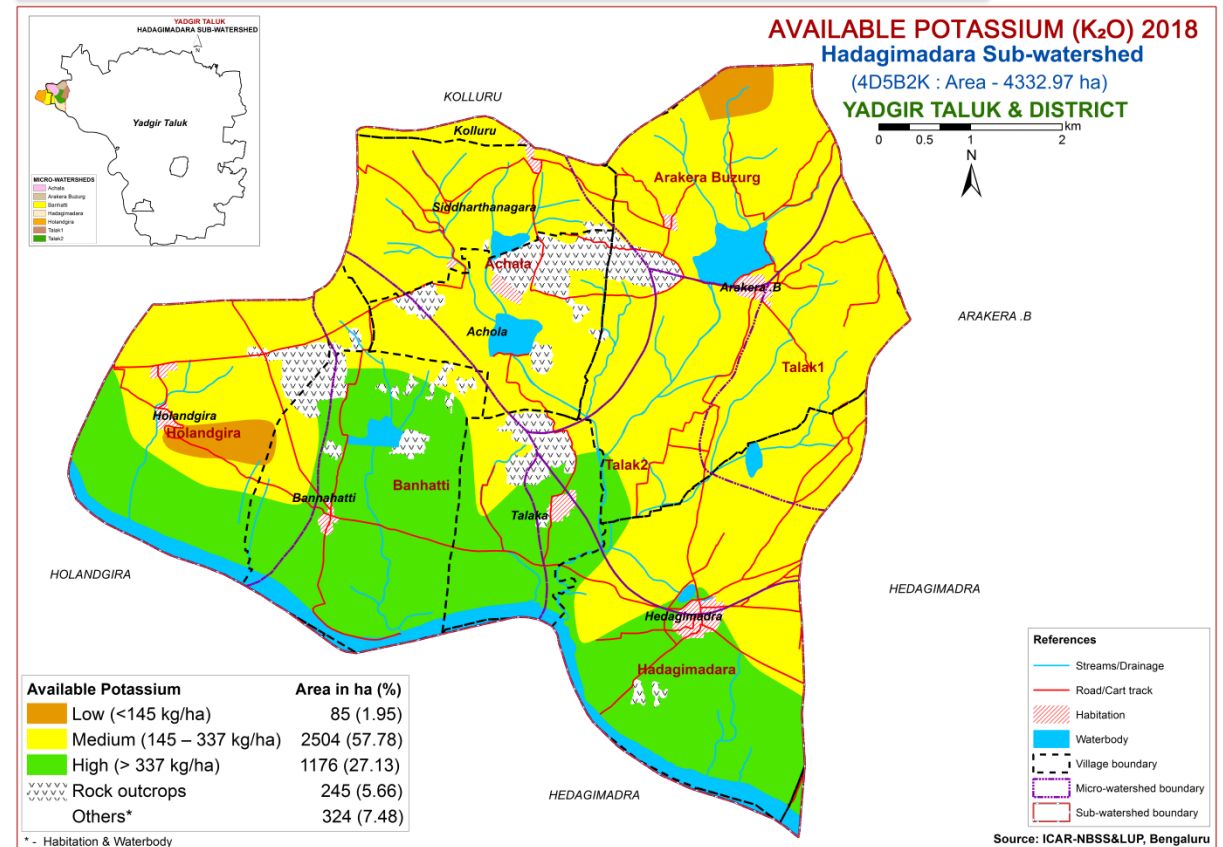 YADGIR TALUK
HADAGIMADARA SUB-WATERSHED
N
Yadgir Taluk
MICRO-WATERSHEDS
Achala
Arakera Buzurg
Banhatti
Hadagimadara
Holandgira
Talak1
Talak2
AVAILABLE POTASSIUM (K₂O) 2018
Hadagimadara Sub-watershed
(4D5B2K : Area - 4332.97 ha)
YADGIR TALUK & DISTRICT
km
0 0.5 1 2
N
KOLLURU
Kolluru
Arakera Buzurg
Siddharthanagara
Achala
Arakera .B
ARAKERA .B
Achola
Talak1
Holandgira
Holandgira
Talak2
Banhatti
Bannahatti
Talaka
HOLANDGIRA
HEDAGIMADRA
Hedagimadra
Hadagimadara
HEDAGIMADRA
Available Potassium Area in ha (%)
Low (<145 kg/ha) 85 (1.95)
Medium (145 – 337 kg/ha) 2504 (57.78)
High (> 337 kg/ha) 1176 (27.13)
Rock outcrops 245 (5.66)
Others* 324 (7.48)
* - Habitation & Waterbody
References
Streams/Drainage
Road/Cart track
Habitation
Waterbody
Village boundary
Micro-watershed boundary
Sub-watershed boundary
Source: ICAR-NBSS&LUP, Bengaluru